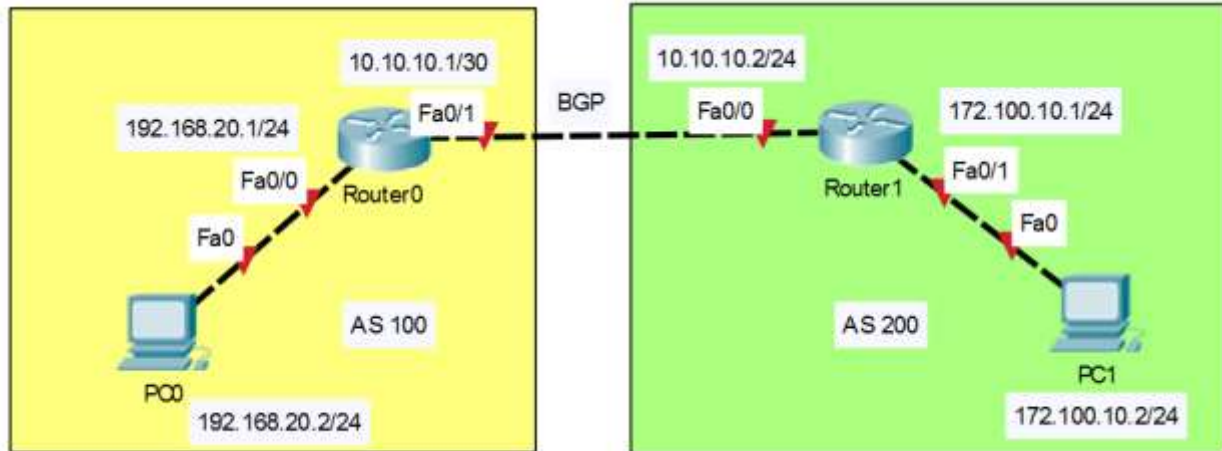 10.10.10.1/30
10.10.10.2/24
BGP
192.168.20.1/24
Fa0/1
Fa0/0
172.100.10.1/24
Fa0/0
Router0
Router1
Fa0/1
Fa0
Fa0
AS 100
AS 200
PC0
PC1
192.168.20.2/24
172.100.10.2/24